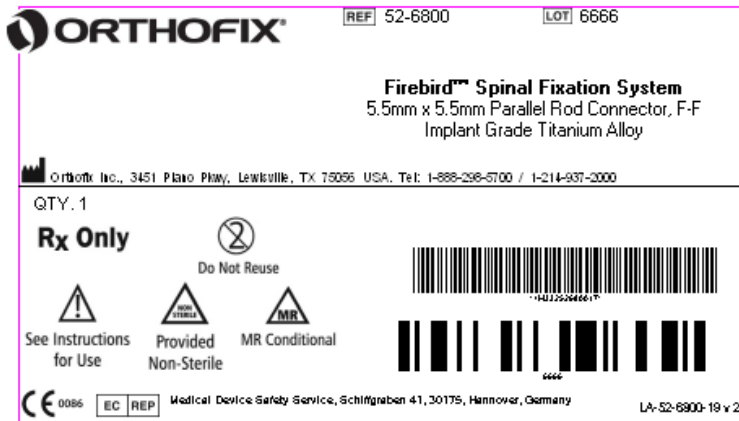 ORTHOFIX®
REF 52-6800
LOT 6666
Firebird™ Spinal Fixation System
5.5mm x 5.5mm Parallel Rod Connector, F-F
Implant Grade Titanium Alloy
Orthofix Inc., 3451 Plano Pkwy, Lewisville, TX 75056 USA. Tel: 1-888-298-5700 / 1-214-937-2000
QTY. 1
Rx Only
2
Do Not Reuse
See Instructions
for Use
NON
STERILE
Provided
Non-Sterile
MR
MR Conditional
6666
CE 0086
EC REP
Medical Device Safety Service, Schiffgraben 41, 30175, Hannover, Germany
LA-52-6800-19 v 2